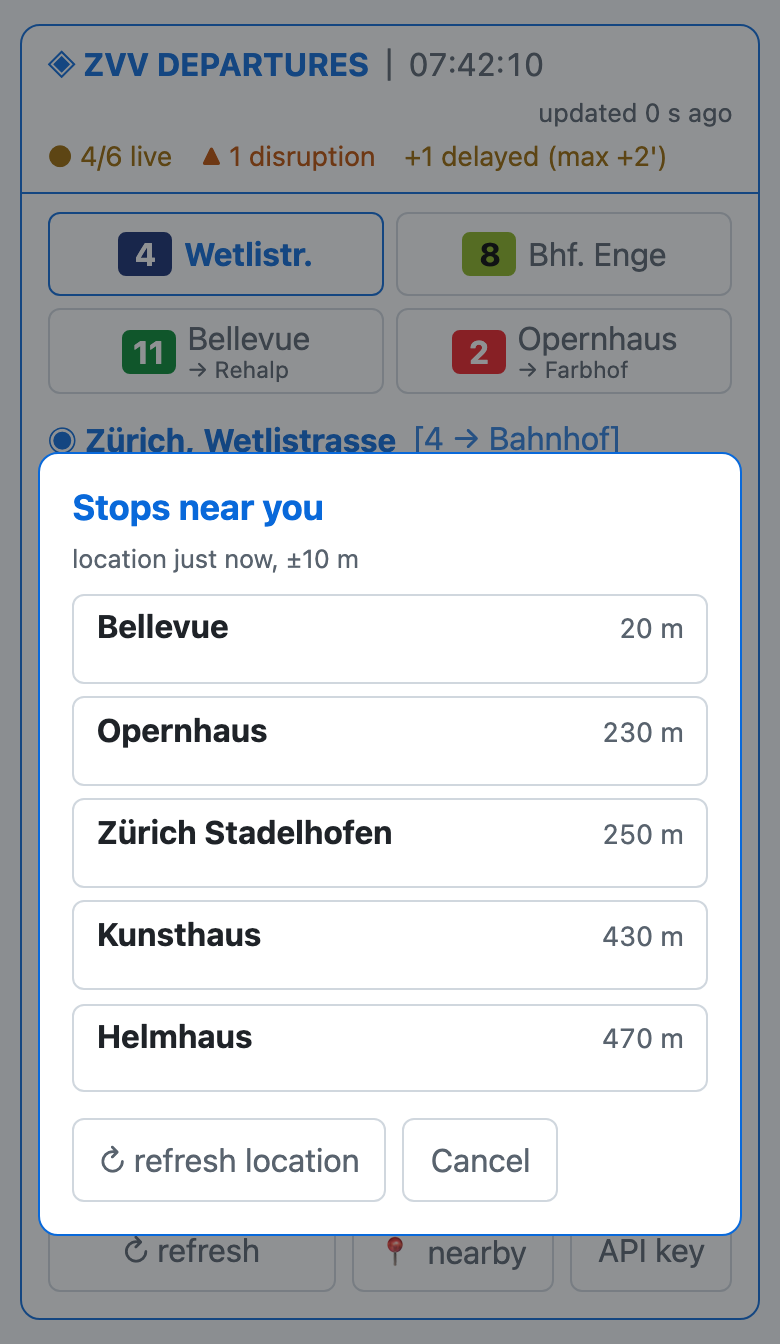 ZVV DEPARTURES | 07:42:10
updated 0 s ago
4/6 live 1 disruption +1 delayed (max +2')
4 Wetlistr.
8 Bhf. Enge
11 Bellevue
→ Rehalp
2 Opernhaus
→ Farbhof
Zürich, Wetlistrasse [4 → Bahnhof]
Stops near you
location just now, ±10 m
Bellevue 20 m
Opernhaus 230 m
Zürich Stadelhofen 250 m
Kunsthaus 430 m
Helmhaus 470 m
↻ refresh location Cancel
↻ refresh 📍 nearby API key